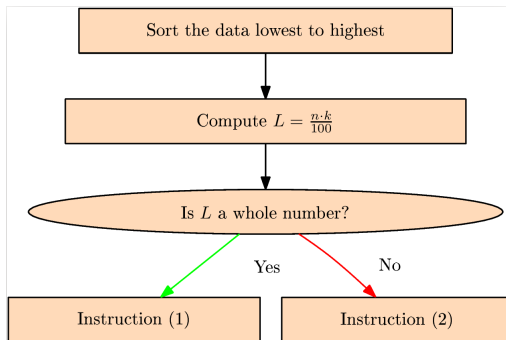 Sort the data lowest to highest
Compute L = n·k/100
Is L a whole number?
Yes
No
Instruction (1)
Instruction (2)